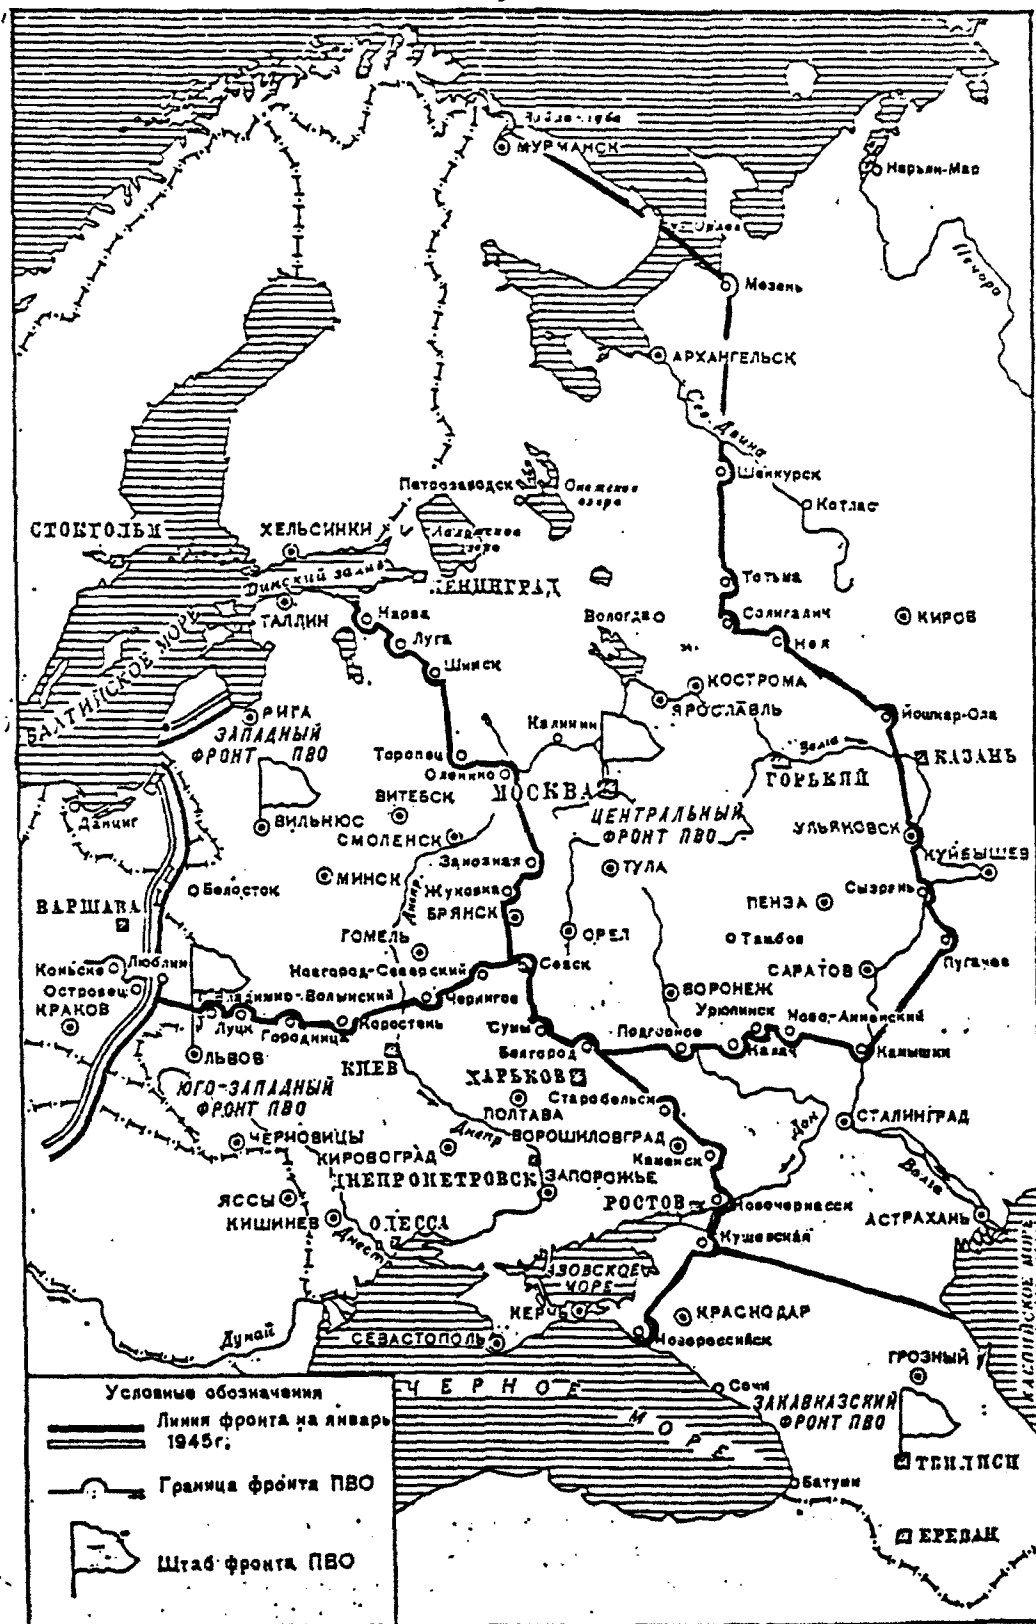 МУРМАНСК
Нарьян-Мар
Печора
Мезень
АРХАНГЕЛЬСК
Сев. Двина
Шенкурск
Петрозаводск
Онежское
озеро
Котлас
СТОКГОЛЬМ
ХЕЛЬСИНКИ
Ладожское
озеро
Финский залив
ЛЕНИНГРАД
Тотьма
ТАЛЛИН
Нарва
Вологда
Солигалич
КИРОВ
Луга
Нея
Шимск
БАЛТИЙСКОЕ МОРЕ
КОСТРОМА
ЯРОСЛАВЛЬ
РИГА
Йошкар-Ола
ЗАПАДНЫЙ
ФРОНТ ПВО
Калинин
Волга
Торопец
КАЗАНЬ
Оленино
ГОРЬКИЙ
МОСКВА
Данциг
ВИТЕБСК
ЦЕНТРАЛЬНЫЙ
ФРОНТ ПВО
ВИЛЬНЮС
СМОЛЕНСК
УЛЬЯНОВСК
КУЙБЫШЕВ
Занозная
ТУЛА
МИНСК
Белосток
Жуковка
Днепр
Сызрань
ВАРШАВА
БРЯНСК
ПЕНЗА
ГОМЕЛЬ
ОРЕЛ
Тамбов
Пугачев
Коньске
Люблин
Новгород-Северский
Севск
САРАТОВ
Островец
КРАКОВ
Владимир-Волынский
Чернигов
ВОРОНЕЖ
Урюпинск
Ново-Анненский
Луцк
Городница
Коростень
Сумы
Подгорное
Калач
Камышин
ЛЬВОВ
КИЕВ
Белгород
ХАРЬКОВ
ЮГО-ЗАПАДНЫЙ
ФРОНТ ПВО
Старобельск
ПОЛТАВА
Дон
СТАЛИНГРАД
ЧЕРНОВИЦЫ
Днепр
ВОРОШИЛОВГРАД
КИРОВОГРАД
Каменск
Волга
ДНЕПРОПЕТРОВСК
ЗАПОРОЖЬЕ
ЯССЫ
РОСТОВ
Новочеркасск
АСТРАХАНЬ
КИШИНЕВ
ОДЕССА
Днестр
Кущевская
АЗОВСКОЕ
МОРЕ
КАСПИЙСКОЕ МОРЕ
КЕРЧЬ
КРАСНОДАР
Дунай
СЕВАСТОПОЛЬ
Новороссийск
ГРОЗНЫЙ
ЧЕРНОЕ
МОРЕ
Сочи
ЗАКАВКАЗСКИЙ
ФРОНТ ПВО
ТБИЛИСИ
Батуми
ЕРЕВАН
Условные обозначения
Линия фронта на январь
1945г.
Граница фронта ПВО
Штаб фронта ПВО